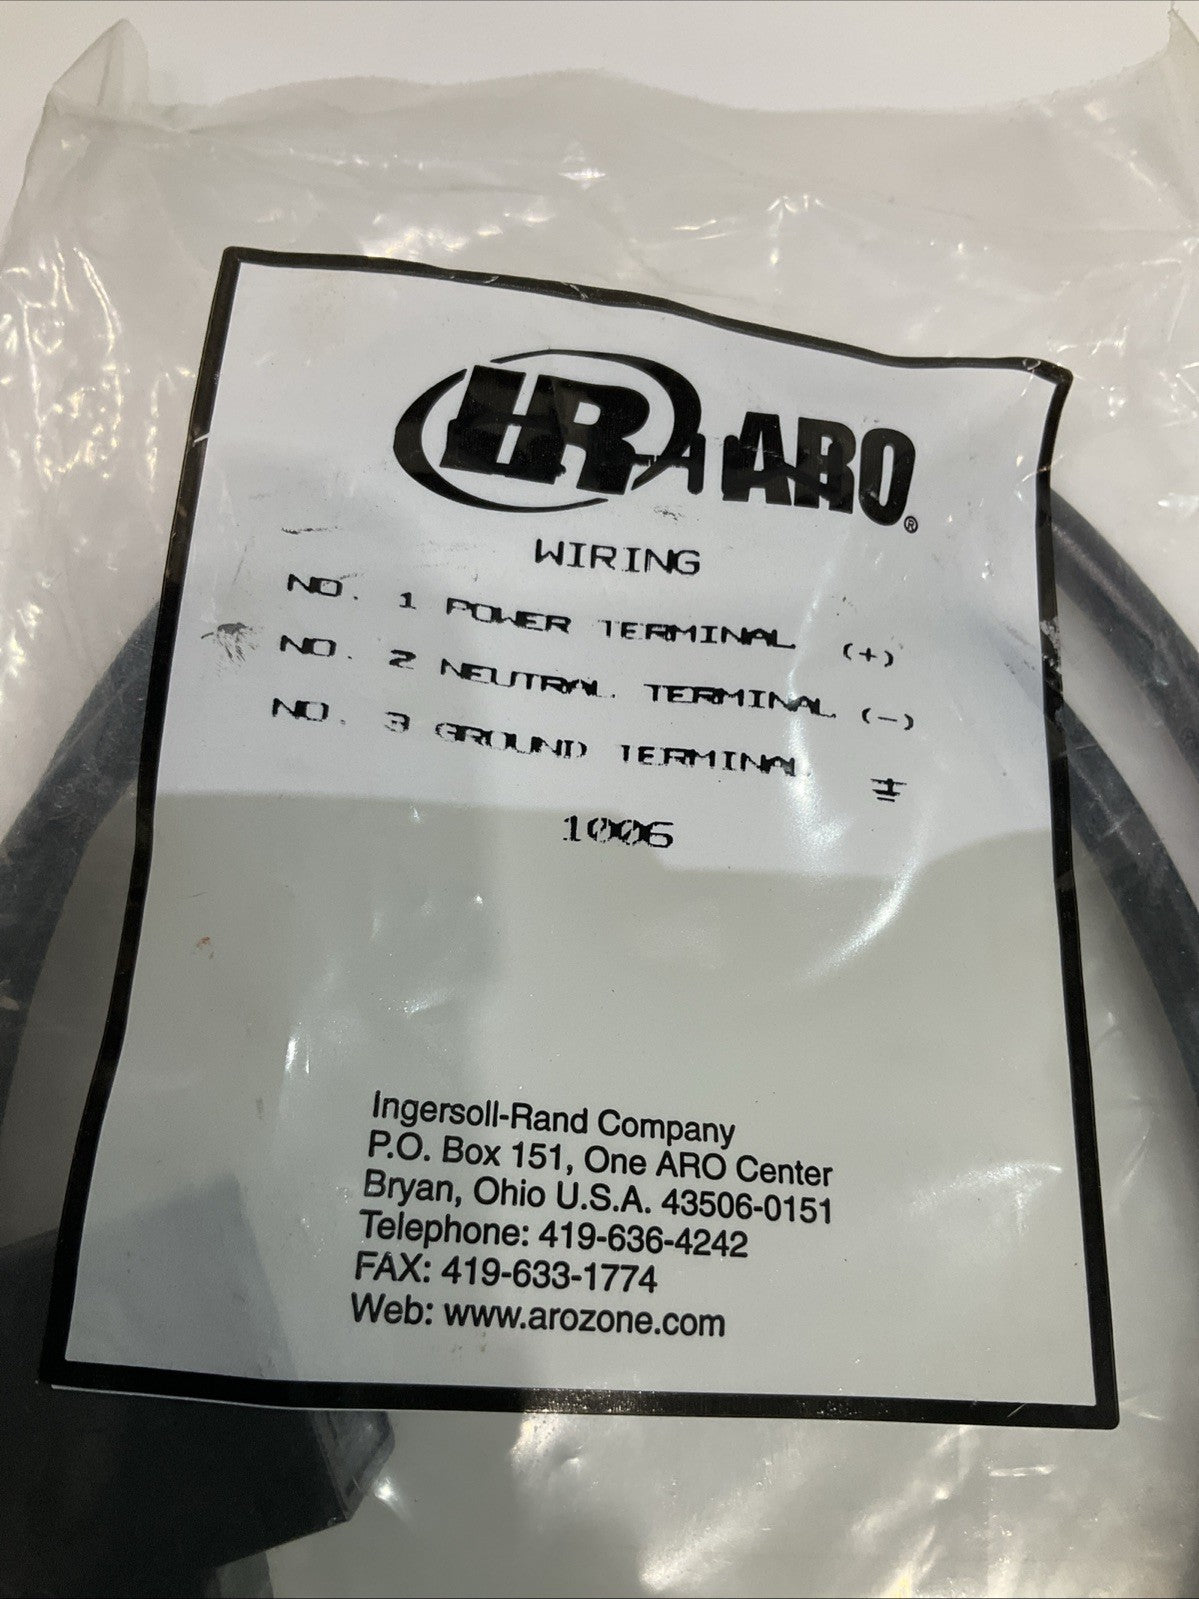 IR ARO®
WIRING
NO. 1 POWER TERMINAL (+)
NO. 2 NEUTRAL TERMINAL (-)
NO. 3 GROUND TERMINAL ⏚
1006
Ingersoll-Rand Company
P.O. Box 151, One ARO Center
Bryan, Ohio U.S.A. 43506-0151
Telephone: 419-636-4242
FAX: 419-633-1774
Web: www.arozone.com